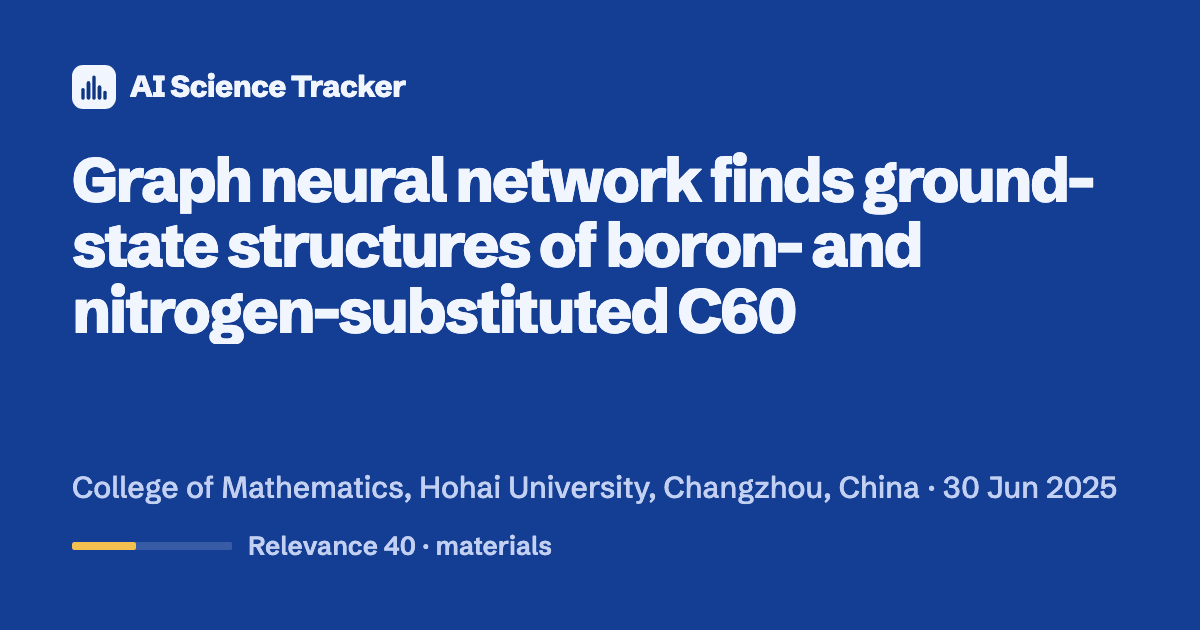 AI Science Tracker
Graph neural network finds ground-
state structures of boron- and
nitrogen-substituted C60
College of Mathematics, Hohai University, Changzhou, China · 30 Jun 2025
Relevance 40 · materials